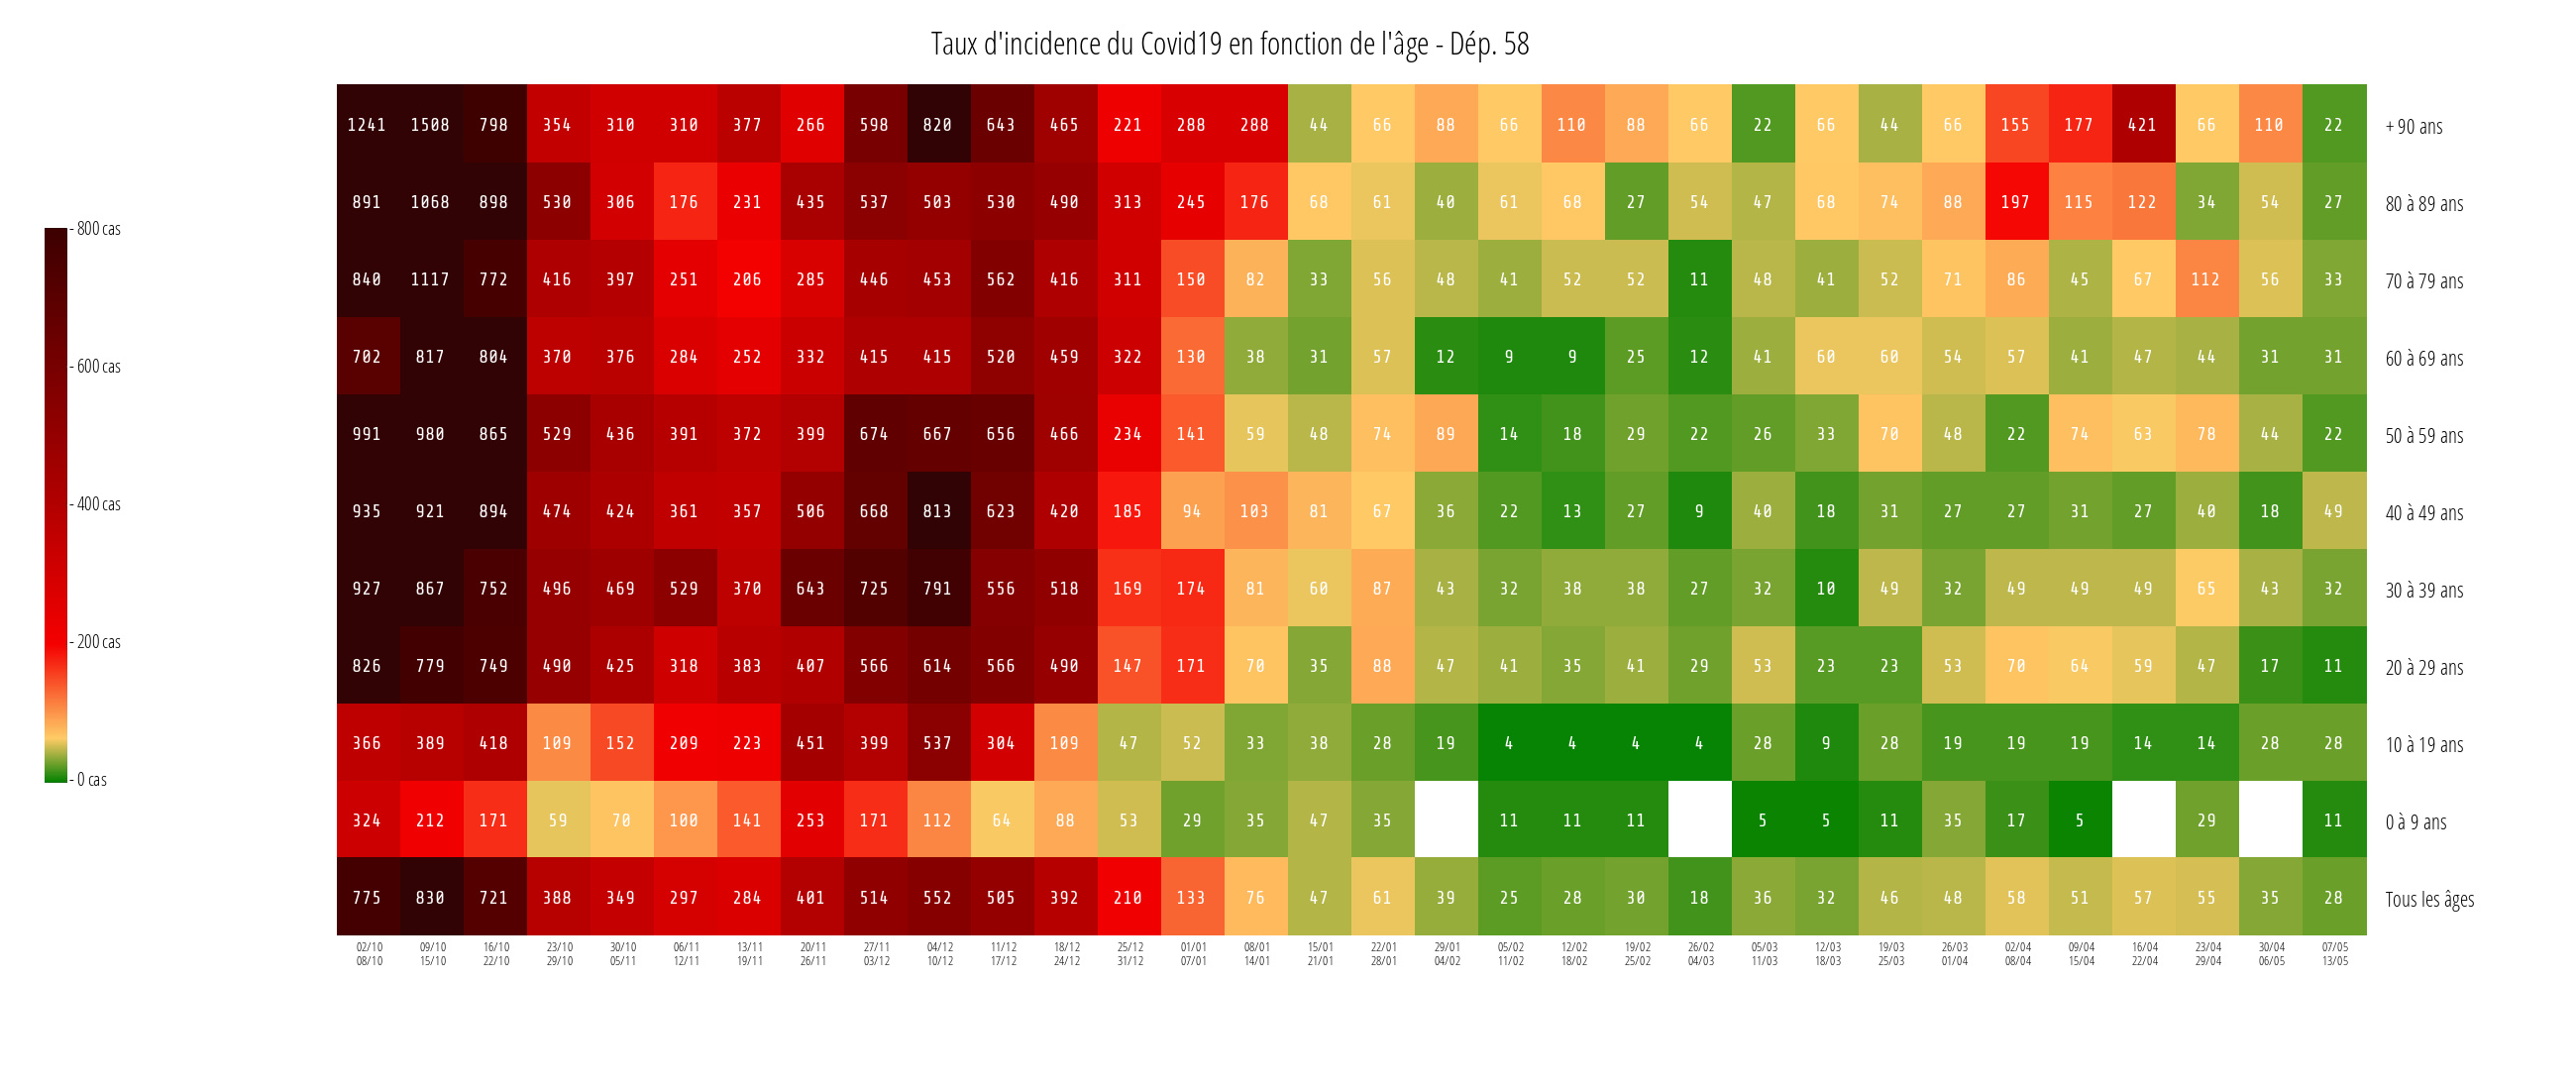 Taux d'incidence du Covid19 en fonction de l'âge - Dép. 58
- 800 cas
- 600 cas
- 400 cas
- 200 cas
- 0 cas
1241 1508 798 354 310 310 377 266 598 820 643 465 221 288 288 44 66 88 66 110 88 66 22 66 44 66 155 177 421 66 110 22 + 90 ans
891 1068 898 530 306 176 231 435 537 503 530 490 313 245 176 68 61 40 61 68 27 54 47 68 74 88 197 115 122 34 54 27 80 à 89 ans
840 1117 772 416 397 251 206 285 446 453 562 416 311 150 82 33 56 48 41 52 52 11 48 41 52 71 86 45 67 112 56 33 70 à 79 ans
702 817 804 370 376 284 252 332 415 415 520 459 322 130 38 31 57 12 9 9 25 12 41 60 60 54 57 41 47 44 31 31 60 à 69 ans
991 980 865 529 436 391 372 399 674 667 656 466 234 141 59 48 74 89 14 18 29 22 26 33 70 48 22 74 63 78 44 22 50 à 59 ans
935 921 894 474 424 361 357 506 668 813 623 420 185 94 103 81 67 36 22 13 27 9 40 18 31 27 27 31 27 40 18 49 40 à 49 ans
927 867 752 496 469 529 370 643 725 791 556 518 169 174 81 60 87 43 32 38 38 27 32 10 49 32 49 49 49 65 43 32 30 à 39 ans
826 779 749 490 425 318 383 407 566 614 566 490 147 171 70 35 88 47 41 35 41 29 53 23 23 53 70 64 59 47 17 11 20 à 29 ans
366 389 418 109 152 209 223 451 399 537 304 109 47 52 33 38 28 19 4 4 4 4 28 9 28 19 19 19 14 14 28 28 10 à 19 ans
324 212 171 59 70 100 141 253 171 112 64 88 53 29 35 47 35 11 11 11 5 5 11 35 17 5 29 11 0 à 9 ans
775 830 721 388 349 297 284 401 514 552 505 392 210 133 76 47 61 39 25 28 30 18 36 32 46 48 58 51 57 55 35 28 Tous les âges
02/10 09/10 16/10 23/10 30/10 06/11 13/11 20/11 27/11 04/12 11/12 18/12 25/12 01/01 08/01 15/01 22/01 29/01 05/02 12/02 19/02 26/02 05/03 12/03 19/03 26/03 02/04 09/04 16/04 23/04 30/04 07/05
08/10 15/10 22/10 29/10 05/11 12/11 19/11 26/11 03/12 10/12 17/12 24/12 31/12 07/01 14/01 21/01 28/01 04/02 11/02 18/02 25/02 04/03 11/03 18/03 25/03 01/04 08/04 15/04 22/04 29/04 06/05 13/05